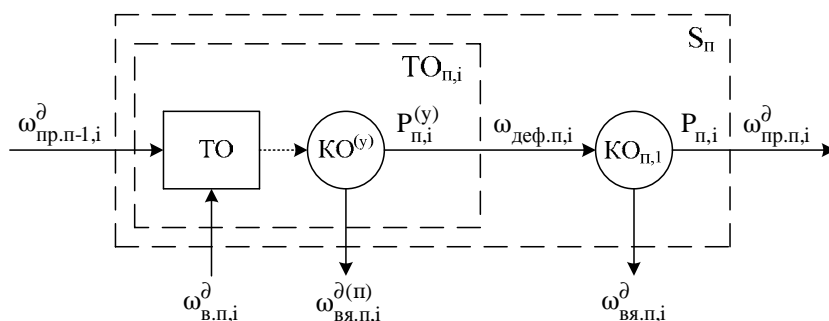 Sп
TOп,i
ω∂пр.п-1,i
TO
KO(y)
P(y)п,i
ωдеф.п,i
KOп,1
Pп,i
ω∂пр.п,i
ω∂в.п,i
ω∂(п)вя.п,i
ω∂вя.п,i